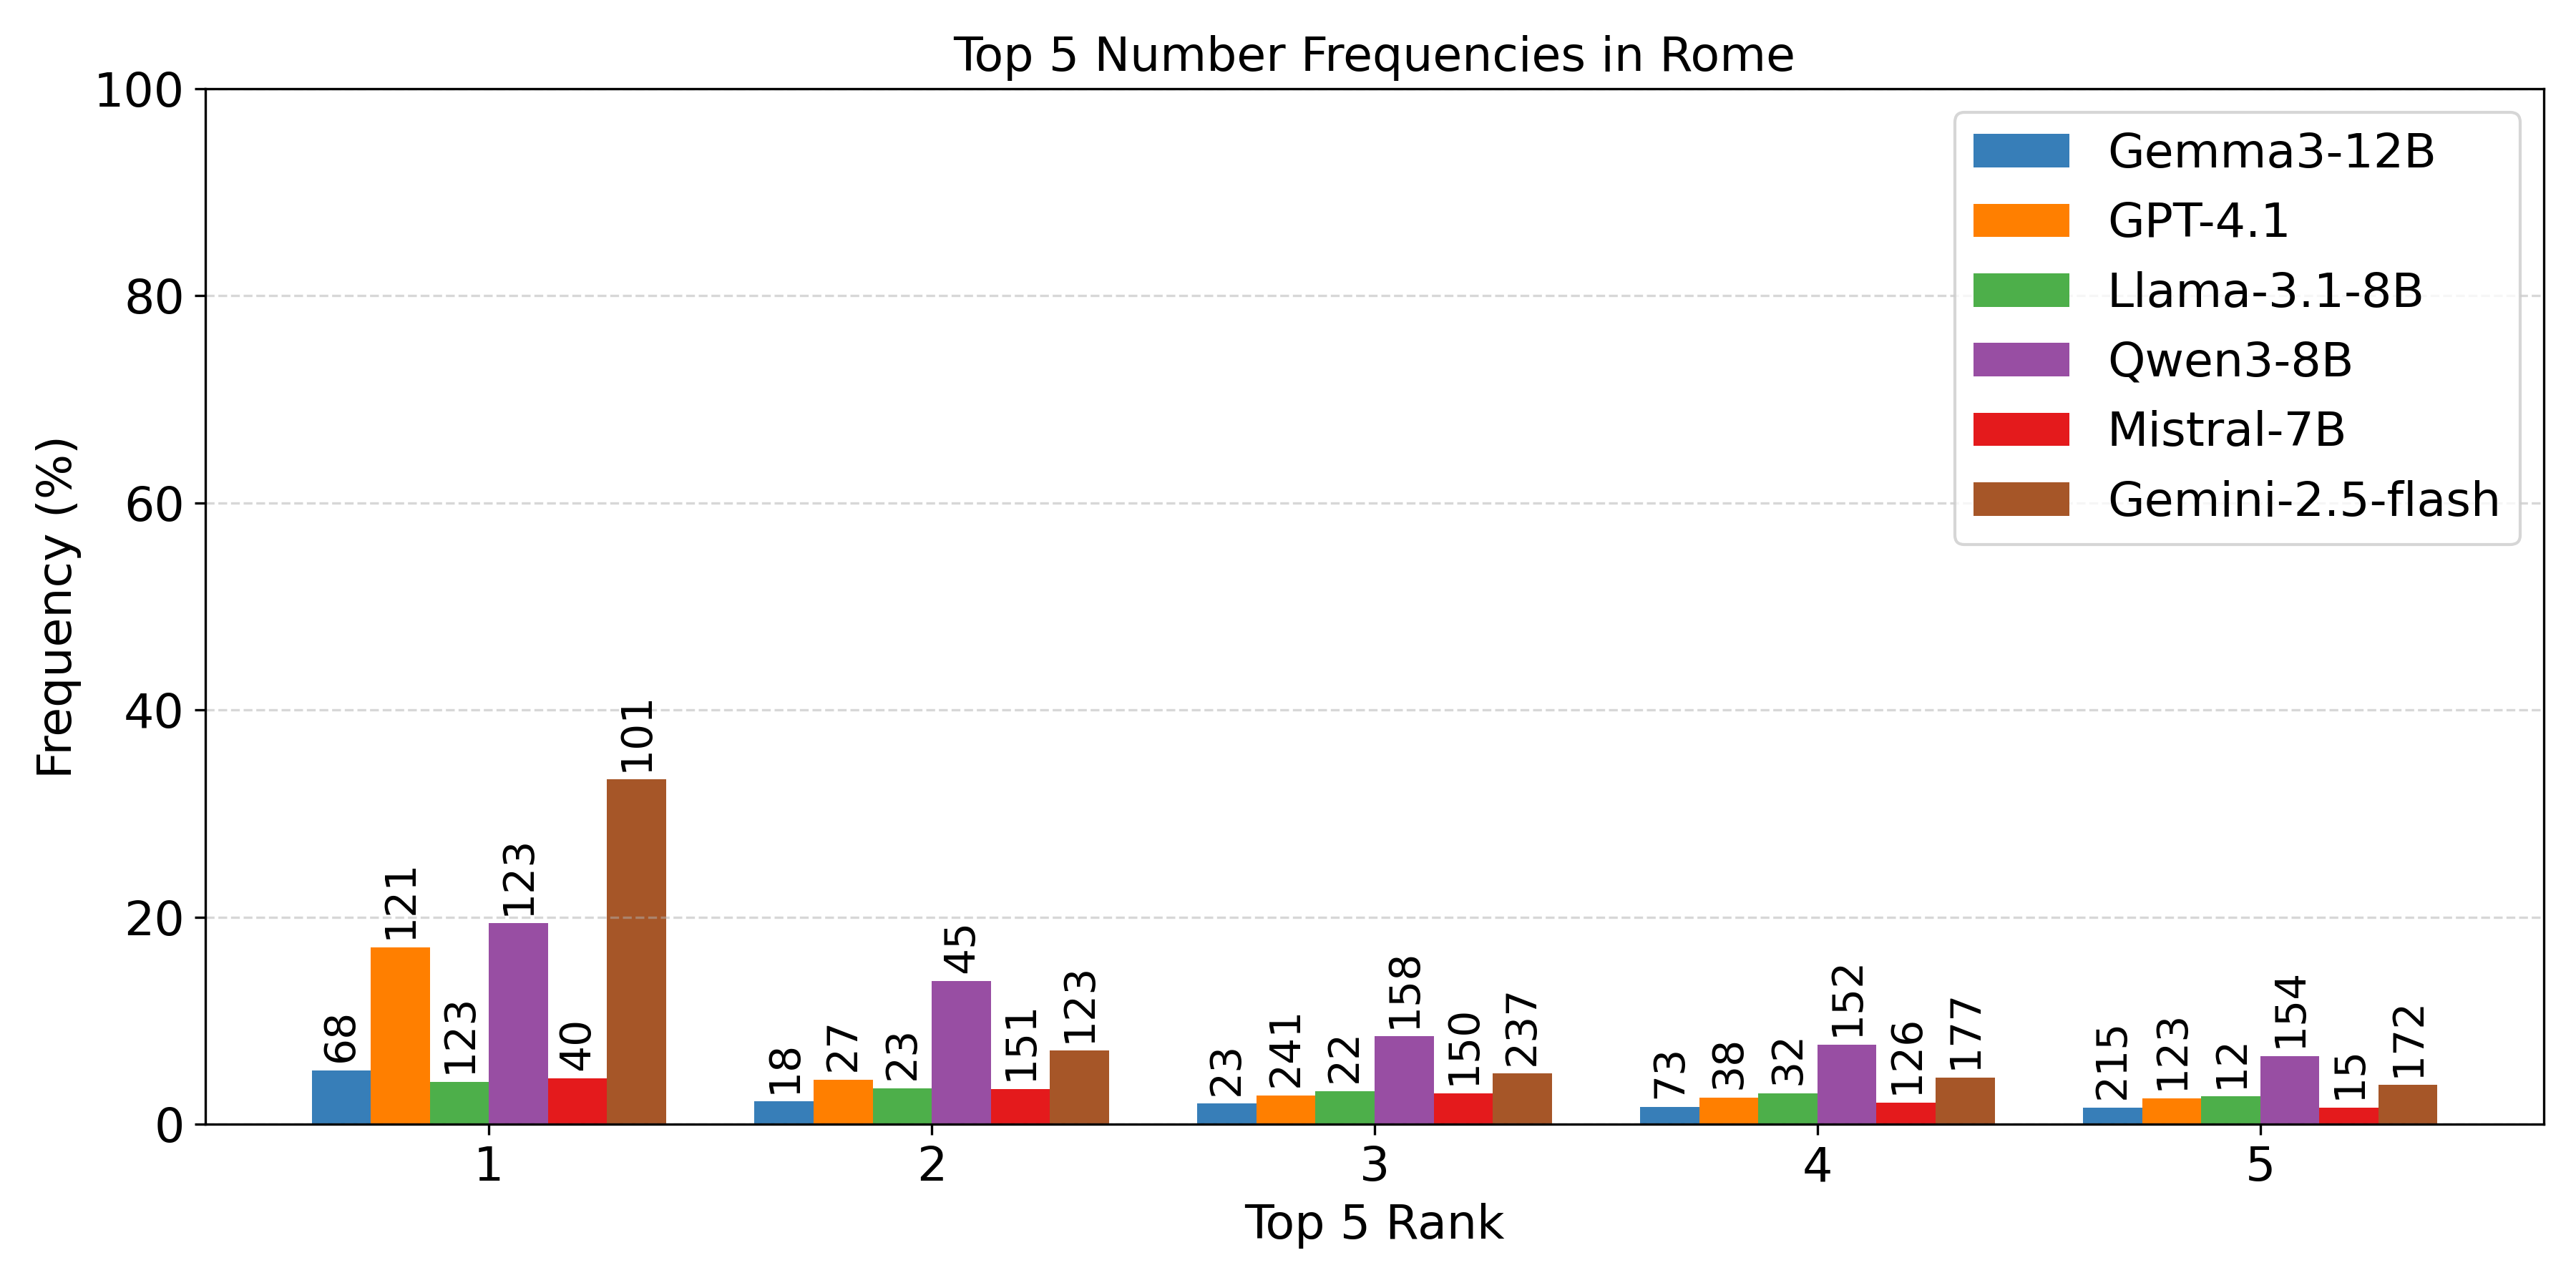 Top 5 Number Frequencies in Rome
Frequency (%)
100
80
60
40
20
0
Gemma3-12B
GPT-4.1
Llama-3.1-8B
Qwen3-8B
Mistral-7B
Gemini-2.5-flash
68 121 123 123 40 101
18 27 23 45 151 123
23 241 22 158 150 237
73 38 32 152 126 177
215 123 12 154 15 172
1 2 3 4 5
Top 5 Rank